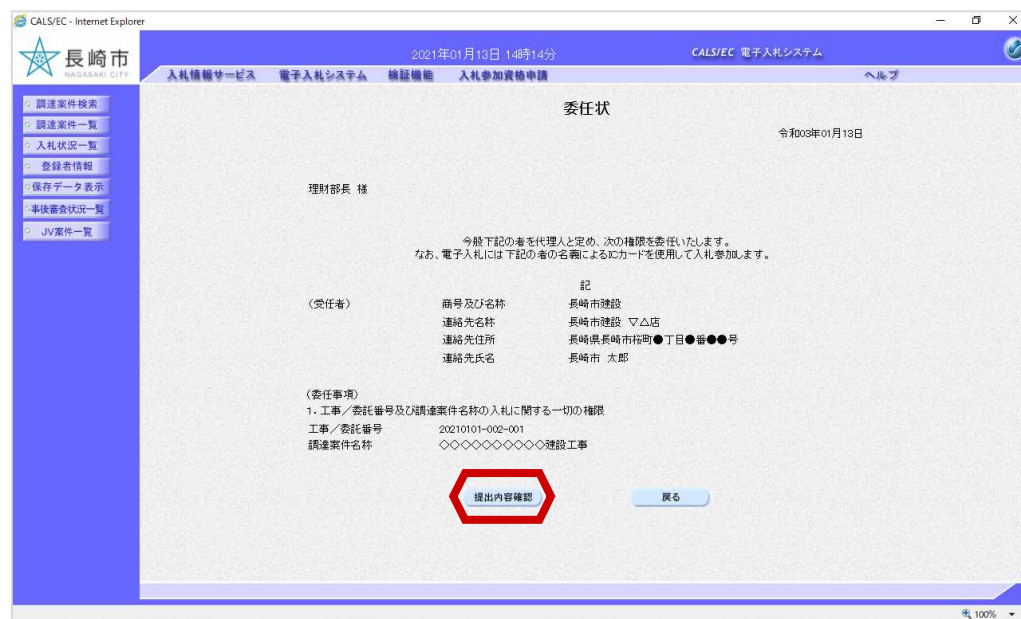 CALS/EC - Internet Explorer
長崎市
NAGASAKI CITY
2021年01月13日 14時14分
CALS/EC 電子入札システム
入札情報サービス 電子入札システム 検証機能 入札参加資格申請 ヘルプ
調達案件検索
調達案件一覧
入札状況一覧
登録者情報
保存データ表示
事後審査状況一覧
JV案件一覧
委任状
令和03年01月13日
理財部長 様
今般下記の者を代理人と定め、次の権限を委任いたします。
なお、電子入札には下記の者の名義によるICカードを使用して入札参加します。
記
(受任者) 商号及び名称 長崎市建設
連絡先名称 長崎市建設 ▽△店
連絡先住所 長崎県長崎市桜町●丁目●番●●号
連絡先氏名 長崎市 太郎
(委任事項)
1.工事/委託番号及び調達案件名称の入札に関する一切の権限
工事/委託番号 20210101-002-001
調達案件名称 ◇◇◇◇◇◇◇◇◇◇建設工事
提出内容確認 戻る
100%